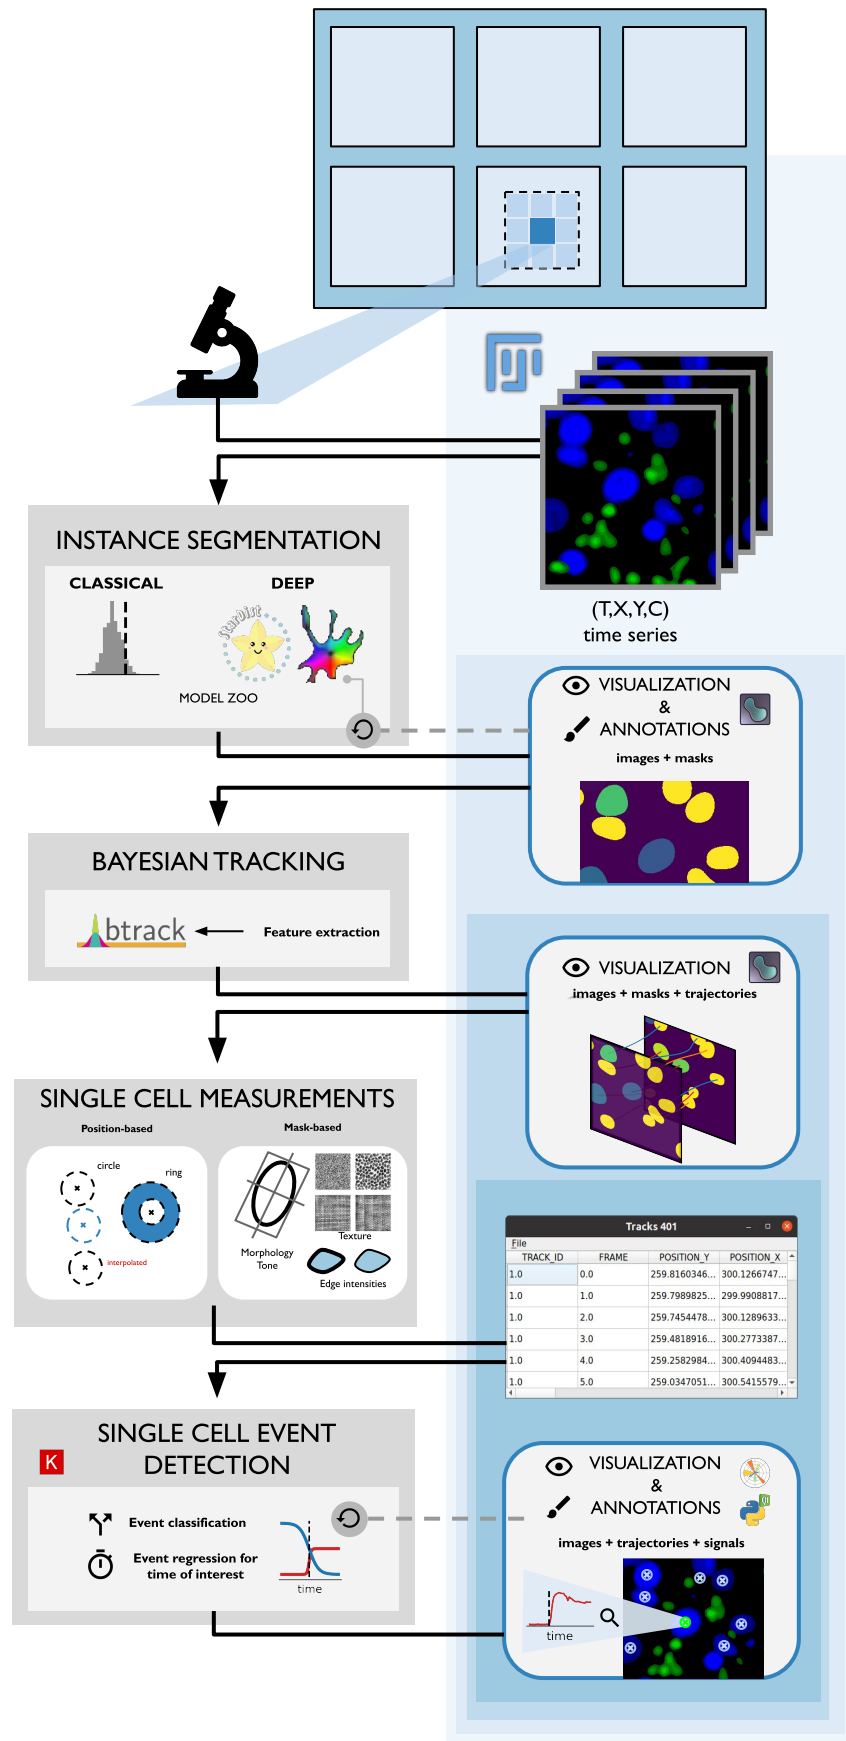 (T,X,Y,C)
time series
INSTANCE SEGMENTATION
CLASSICAL
DEEP
StarDist
MODEL ZOO
VISUALIZATION
&
ANNOTATIONS
images + masks
BAYESIAN TRACKING
btrack
Feature extraction
VISUALIZATION
images + masks + trajectories
SINGLE CELL MEASUREMENTS
Position-based
Mask-based
circle
ring
interpolated
Texture
Morphology
Tone
Edge intensities
Tracks 401
File
TRACK_ID FRAME POSITION_Y POSITION_X
1.0 0.0 259.8160346... 300.1266747...
1.0 1.0 259.7989825... 299.9908817...
1.0 2.0 259.7454478... 300.1289633...
1.0 3.0 259.4818916... 300.2773387...
1.0 4.0 259.2582984... 300.4094483...
1.0 5.0 259.0347051... 300.5415579...
SINGLE CELL EVENT
DETECTION
K
Event classification
Event regression for
time of interest
time
VISUALIZATION
&
ANNOTATIONS
images + trajectories + signals
time